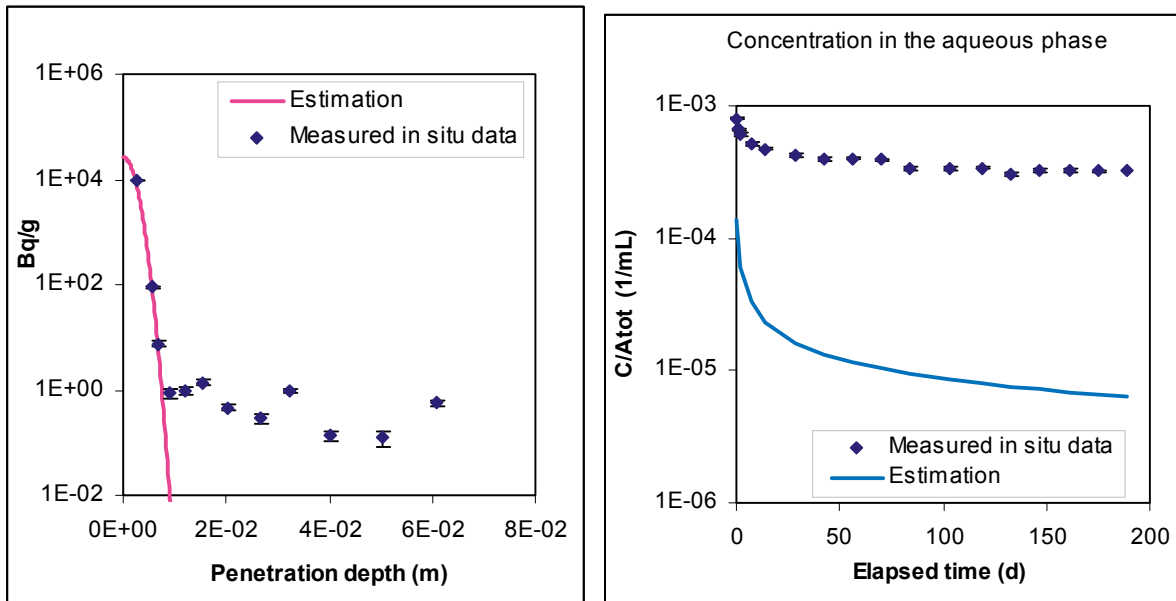 1E+06
1E+04
1E+02
1E+00
1E-02
Bq/g
Estimation
Measured in situ data
0E+00 2E-02 4E-02 6E-02 8E-02
Penetration depth (m)
Concentration in the aqueous phase
1E-03
1E-04
1E-05
1E-06
C/Atot (1/mL)
Measured in situ data
Estimation
0 50 100 150 200
Elapsed time (d)